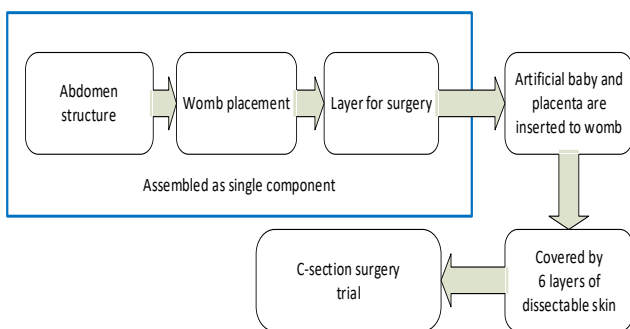 Abdomen
structure
Womb placement
Layer for surgery
Artificial baby and
placenta are
inserted to womb
Assembled as single component
C-section surgery
trial
Covered by
6 layers of
dissectable skin